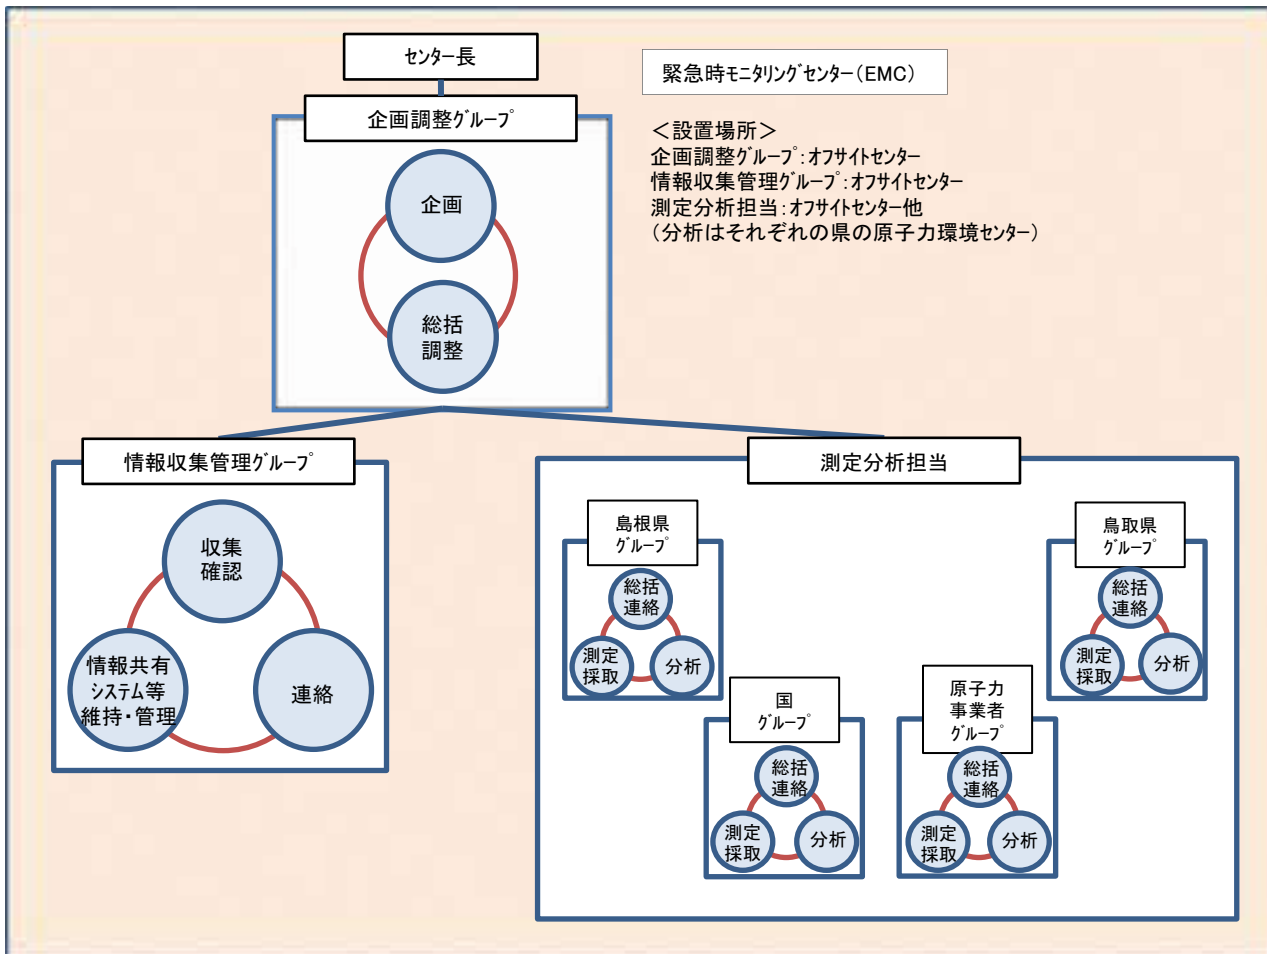 センター長
緊急時モニタリングセンター(EMC)
企画調整グループ
企画
総括
調整
<設置場所>
企画調整グループ:オフサイトセンター
情報収集管理グループ:オフサイトセンター
測定分析担当:オフサイトセンター他
(分析はそれぞれの県の原子力環境センター)
情報収集管理グループ
収集
確認
情報共有
システム等
維持・管理
連絡
測定分析担当
島根県
グループ
総括
連絡
測定
採取
分析
国
グループ
総括
連絡
測定
採取
分析
原子力
事業者
グループ
総括
連絡
測定
採取
分析
鳥取県
グループ
総括
連絡
測定
採取
分析